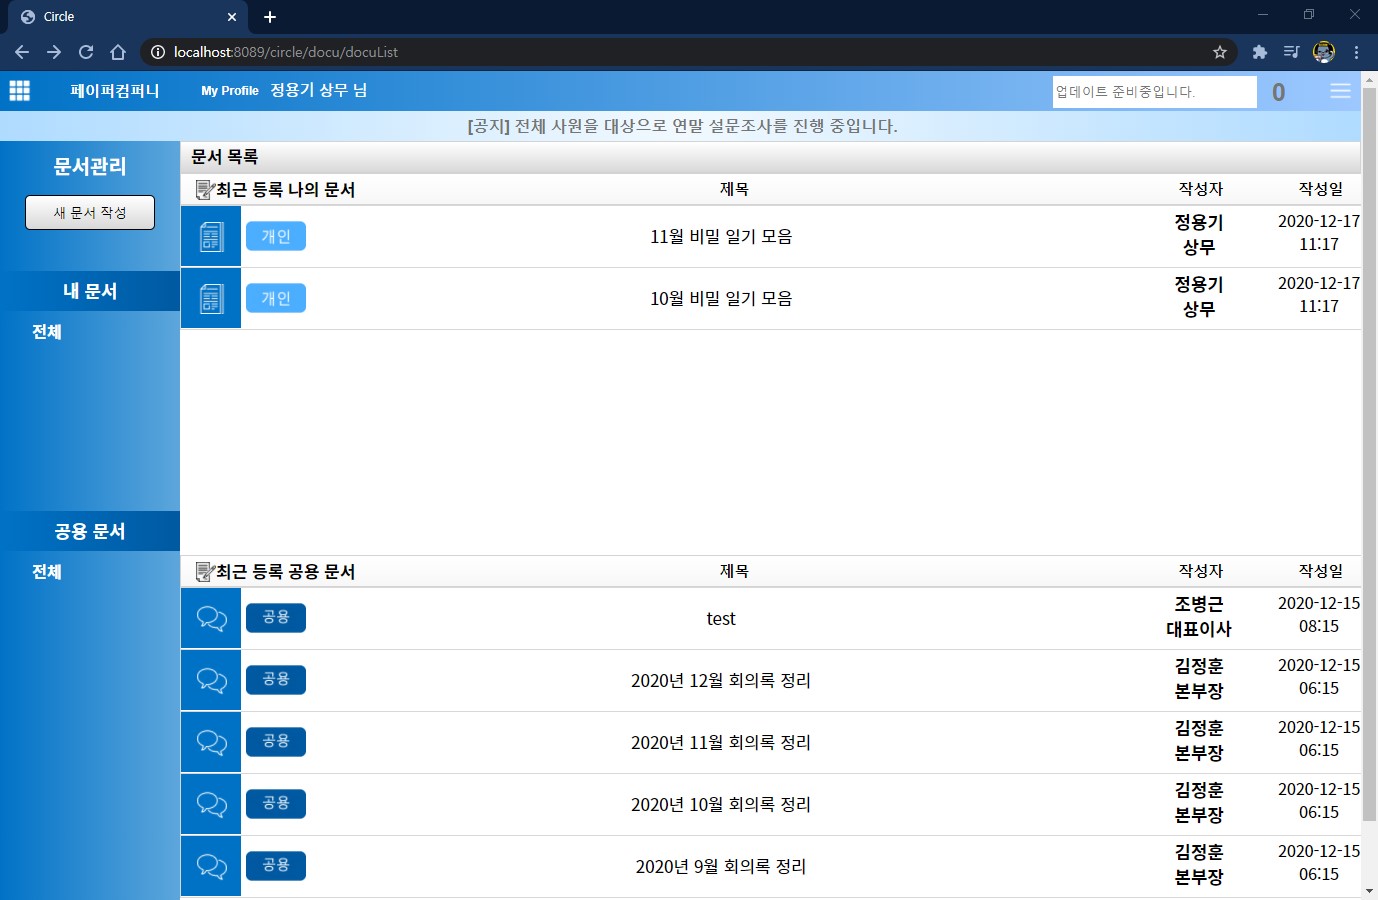 Circle
localhost:8089/circle/docu/docuList
페이퍼컴퍼니 My Profile 정용기 상무 님 업데이트 준비중입니다. 0
[공지] 전체 사원을 대상으로 연말 설문조사를 진행 중입니다.
문서관리
새 문서 작성
내 문서
전체
공용 문서
전체
문서 목록
최근 등록 나의 문서 제목 작성자 작성일
개인 11월 비밀 일기 모음 정용기 2020-12-17
상무 11:17
개인 10월 비밀 일기 모음 정용기 2020-12-17
상무 11:17
최근 등록 공용 문서 제목 작성자 작성일
공용 test 조병근 2020-12-15
대표이사 08:15
공용 2020년 12월 회의록 정리 김정훈 2020-12-15
본부장 06:15
공용 2020년 11월 회의록 정리 김정훈 2020-12-15
본부장 06:15
공용 2020년 10월 회의록 정리 김정훈 2020-12-15
본부장 06:15
공용 2020년 9월 회의록 정리 김정훈 2020-12-15
본부장 06:15